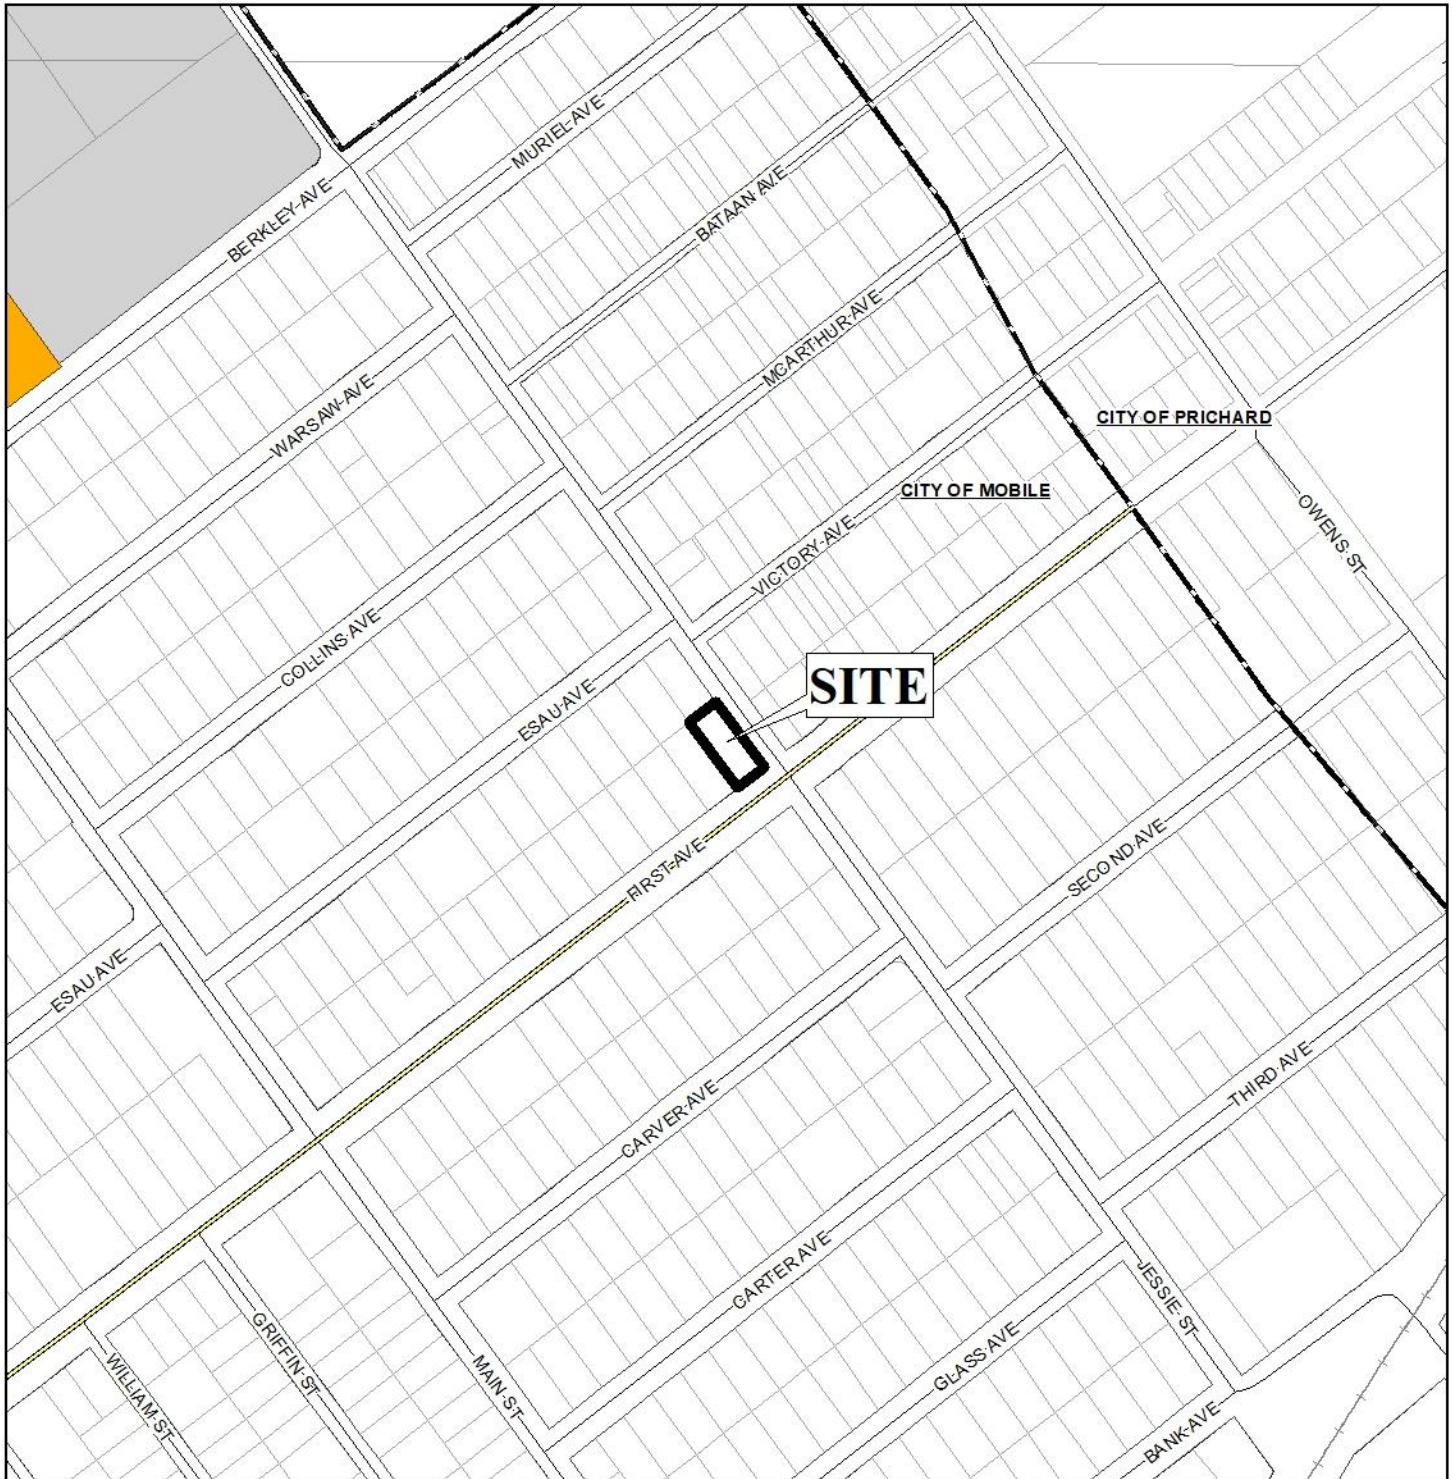 MURIEL AVE
BERKLEY AVE
BATAAN AVE
MCARTHUR AVE
WARSAW AVE
CITY OF PRICHARD
CITY OF MOBILE
OWENS ST
VICTORY AVE
COLLINS AVE
SITE
ESAU AVE
FIRST AVE
SECOND AVE
ESAU AVE
THIRD AVE
CARVER AVE
CARTER AVE
JESSIE ST
GRIFFIN ST
GLASS AVE
WILLIAM ST
MAIN ST
BANK AVE